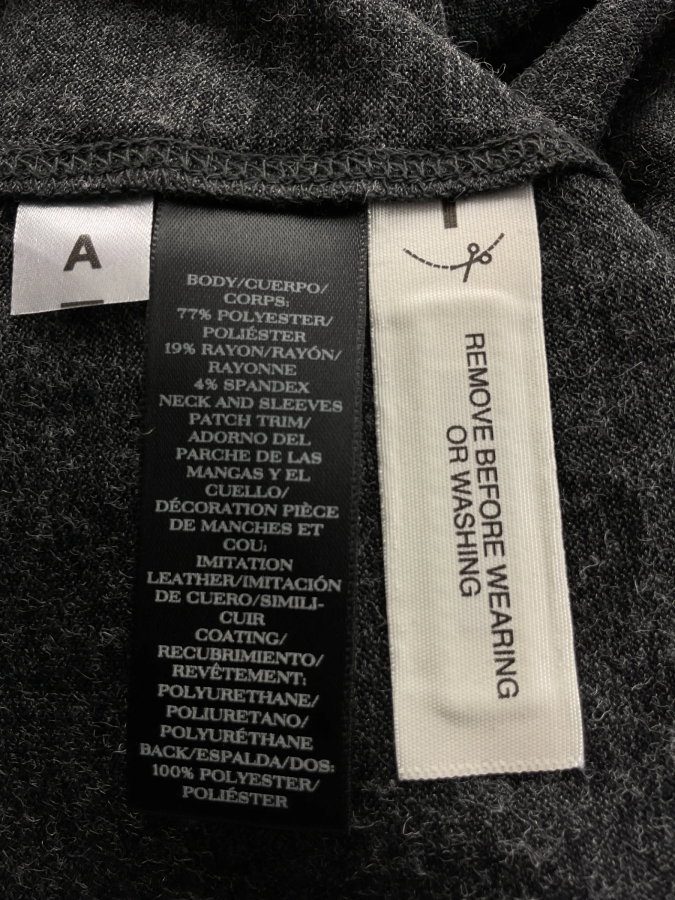 A
BODY/CUERPO/
CORPS:
77% POLYESTER/
POLIÉSTER
19% RAYON/RAYÓN/
RAYONNE
4% SPANDEX
NECK AND SLEEVES
PATCH TRIM/
ADORNO DEL
PARCHE DE LAS
MANGAS Y EL
CUELLO/
DÉCORATION PIÈCE
DE MANCHES ET
COU:
IMITATION
LEATHER/IMITACIÓN
DE CUERO/SIMILI-
CUIR
COATING/
RECUBRIMIENTO/
REVÊTEMENT:
POLYURETHANE/
POLIURETANO/
POLYURÉTHANE
BACK/ESPALDA/DOS:
100% POLYESTER/
POLIÉSTER
REMOVE BEFORE WEARING
OR WASHING